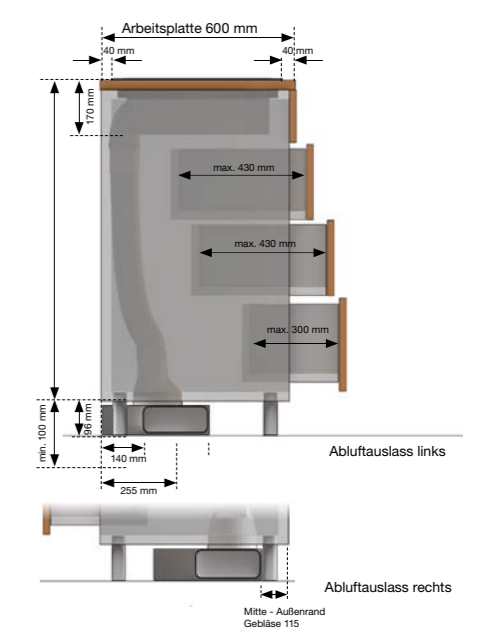 Arbeitsplatte 600 mm
40 mm
40 mm
170 mm
max. 430 mm
max. 430 mm
max. 300 mm
min. 100 mm
96 mm
140 mm
Abluftauslass links
255 mm
Abluftauslass rechts
Mitte - Außenrand
Gebläse 115